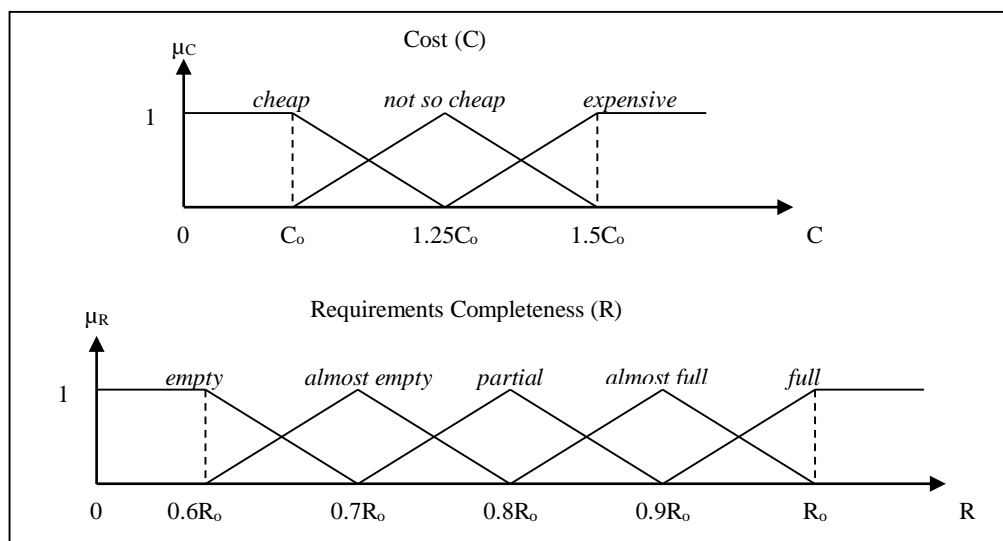 Cost (C)
μC
cheap not so cheap expensive
1
0 Co 1.25Co 1.5Co C
Requirements Completeness (R)
μR
empty almost empty partial almost full full
1
0 0.6Ro 0.7Ro 0.8Ro 0.9Ro Ro R